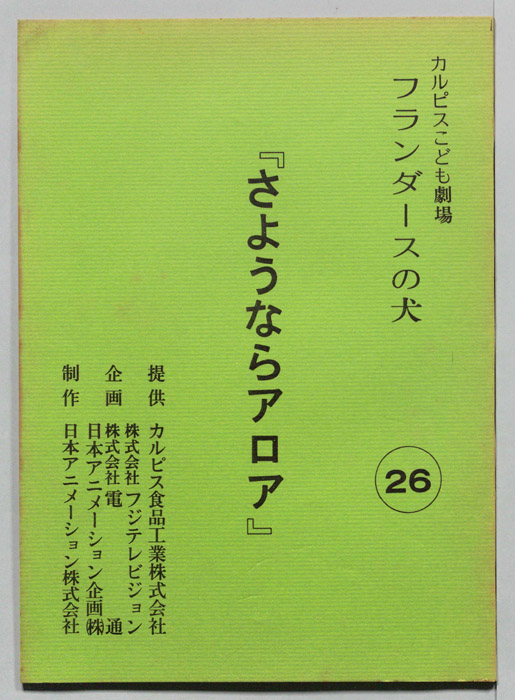 カルピスこども劇場
フランダースの犬
26
『さようならアロア』
提供 カルピス食品工業株式会社
株式会社 フジテレビジョン
企画 株式会社 電通
日本アニメーション企画㈱
制作 日本アニメーション株式会社